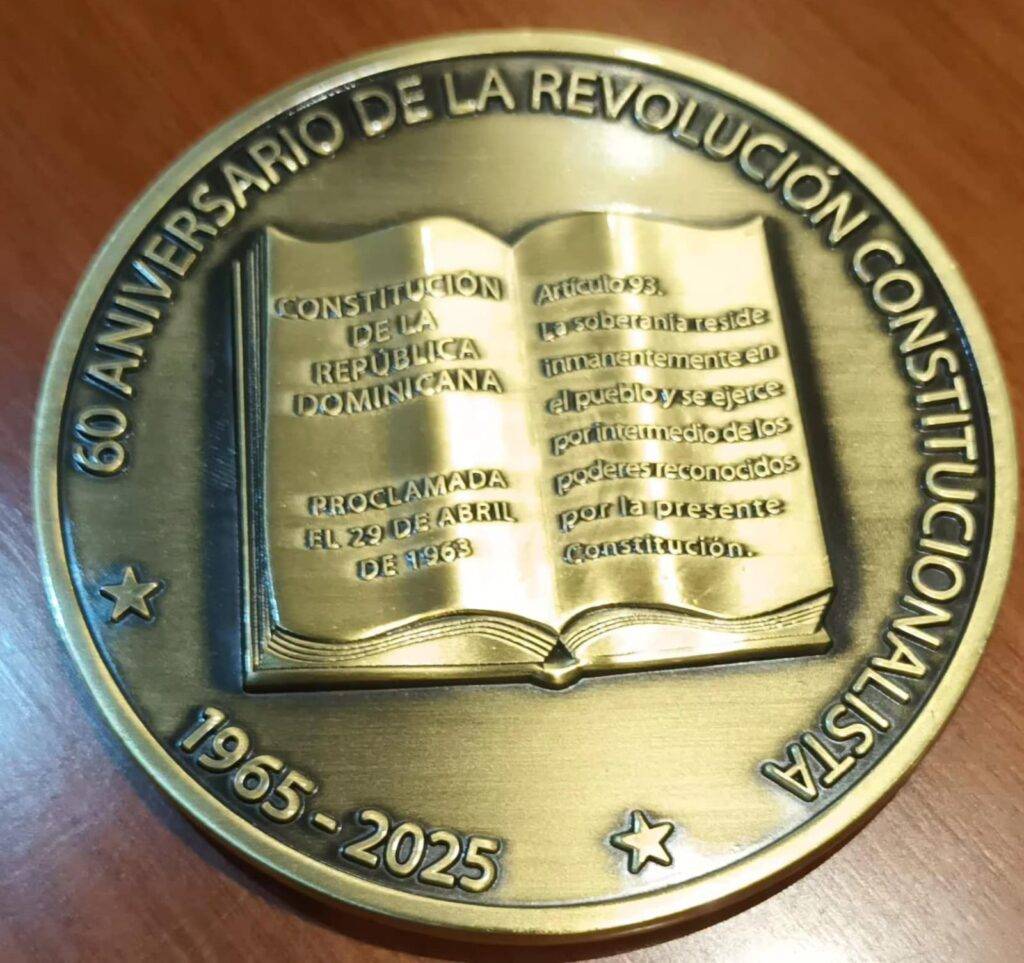 60 ANIVERSARIO DE LA REVOLUCIÓN CONSTITUCIONALISTA
CONSTITUCIÓN
DE LA
REPÚBLICA
DOMINICANA
PROCLAMADA
EL 29 DE ABRIL
DE 1963
Artículo 93.
La soberanía reside
inmanentemente en
el pueblo y se ejerce
por intermedio de los
poderes reconocidos
por la presente
Constitución.
1965 - 2025